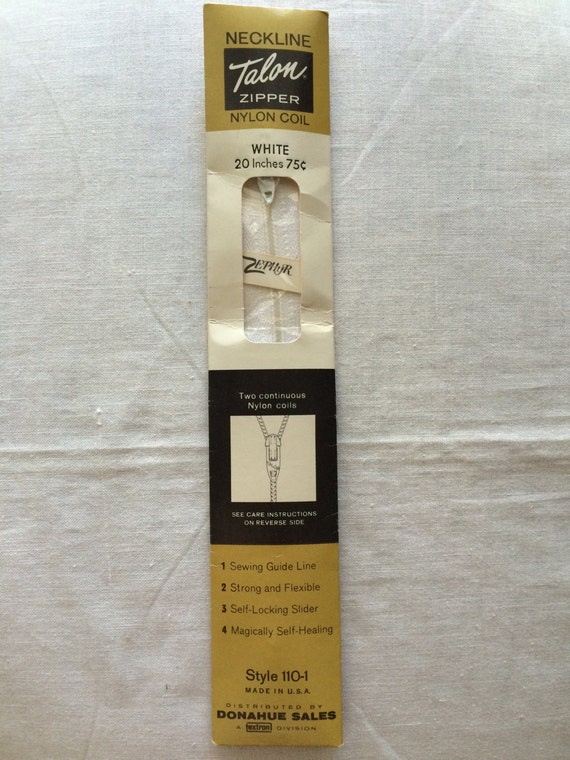 NECKLINE
Talon®
ZIPPER
NYLON COIL
WHITE
20 Inches 75¢
ZEPHYR
Two continuous
Nylon coils
SEE CARE INSTRUCTIONS
ON REVERSE SIDE
1 Sewing Guide Line
2 Strong and Flexible
3 Self-Locking Slider
4 Magically Self-Healing
Style 110-1
MADE IN U.S.A.
DISTRIBUTED BY
DONAHUE SALES
A textron DIVISION